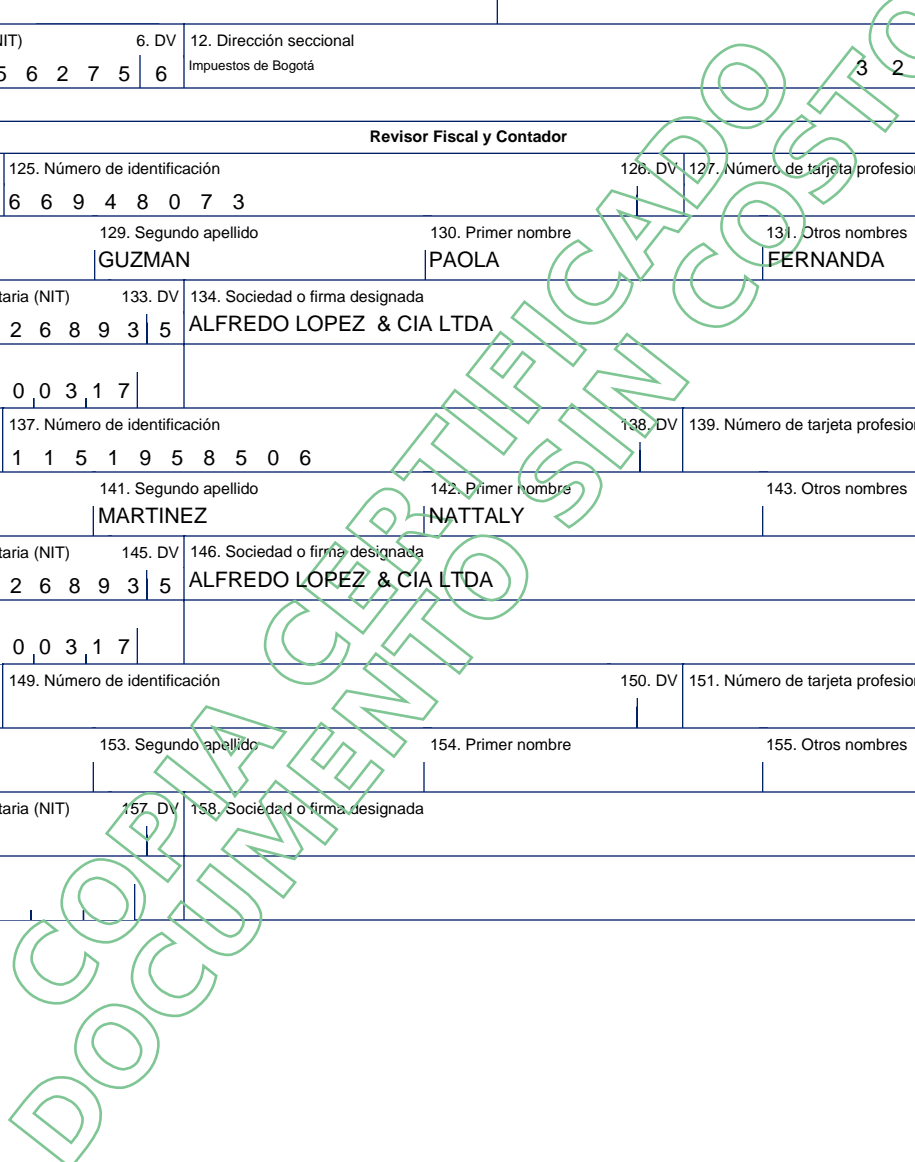 IIT) 6. DV 12. Dirección seccional
5 6 2 7 5 6 Impuestos de Bogotá 3 2
Revisor Fiscal y Contador
125. Número de identificación 126. DV 127. Número de tarjeta profesion
6 6 9 4 8 0 7 3
129. Segundo apellido 130. Primer nombre 131. Otros nombres
GUZMAN PAOLA FERNANDA
taria (NIT) 133. DV 134. Sociedad o firma designada
2 6 8 9 3 5 ALFREDO LOPEZ & CIA LTDA
0 0 3 1 7
137. Número de identificación 138. DV 139. Número de tarjeta profesion
1 1 5 1 9 5 8 5 0 6
141. Segundo apellido 142. Primer nombre 143. Otros nombres
MARTINEZ NATTALY
taria (NIT) 145. DV 146. Sociedad o firma designada
2 6 8 9 3 5 ALFREDO LOPEZ & CIA LTDA
0 0 3 1 7
149. Número de identificación 150. DV 151. Número de tarjeta profesion
153. Segundo apellido 154. Primer nombre 155. Otros nombres
taria (NIT) 157. DV 158. Sociedad o firma designada
COPIA CERTIFICADO
DOCUMENTO SIN COSTO